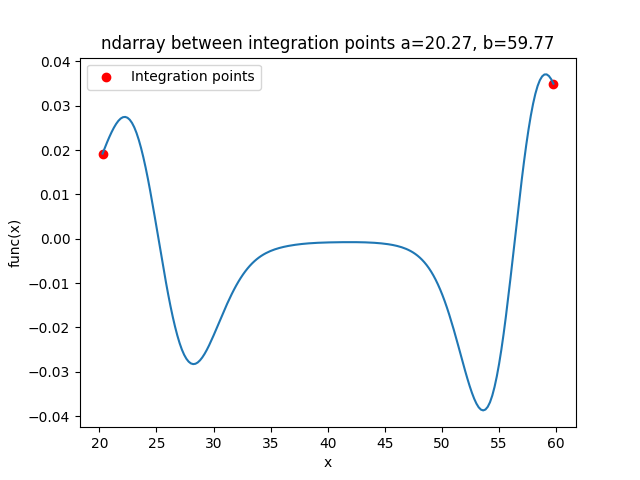 ndarray between integration points a=20.27, b=59.77
Integration points
func(x)
0.04
0.03
0.02
0.01
0.00
−0.01
−0.02
−0.03
−0.04
20 25 30 35 40 45 50 55 60
x